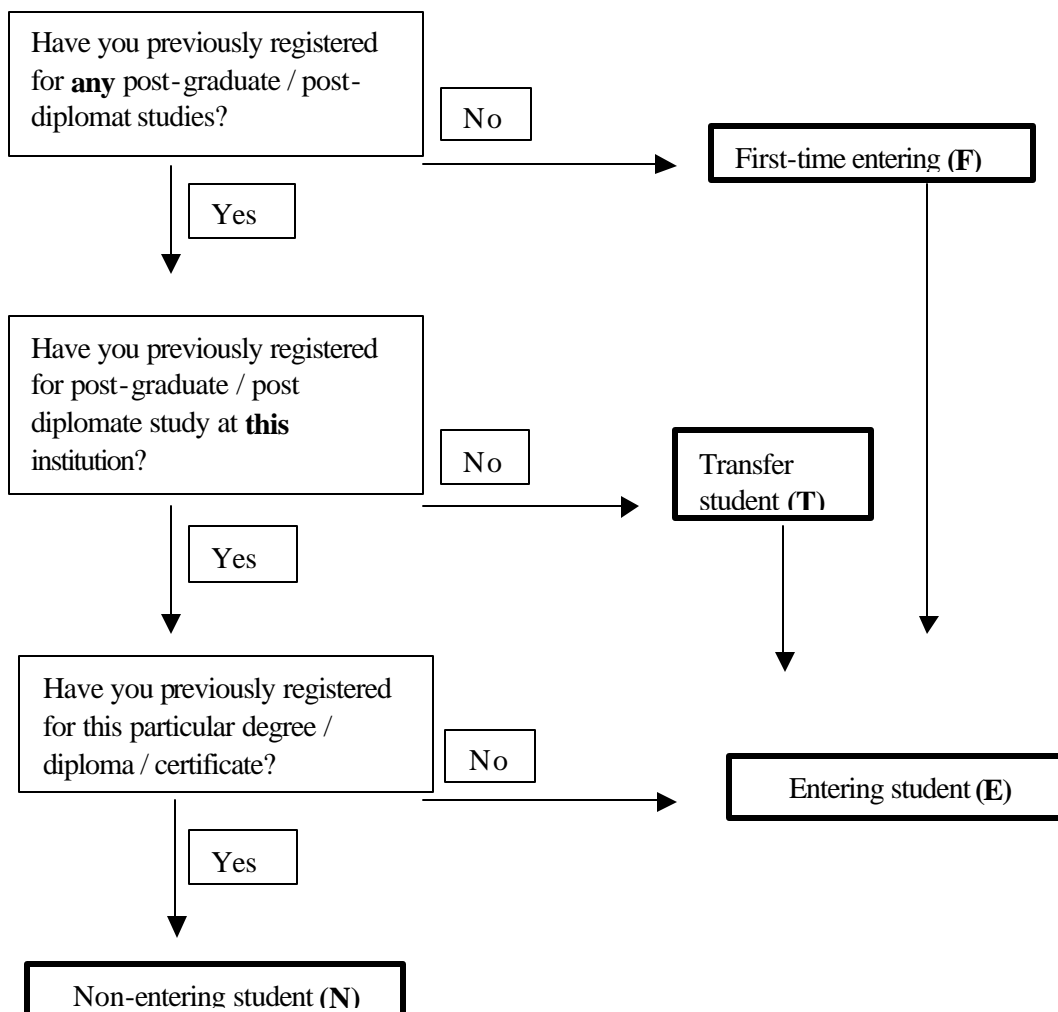 Have you previously registered
for any post-graduate / post-
diplomat studies?
No
First-time entering (F)
Yes
Have you previously registered
for post-graduate / post
diplomate study at this
institution?
No
Transfer
student (T)
Yes
Have you previously registered
for this particular degree /
diploma / certificate?
No
Entering student (E)
Yes
Non-entering student (N)